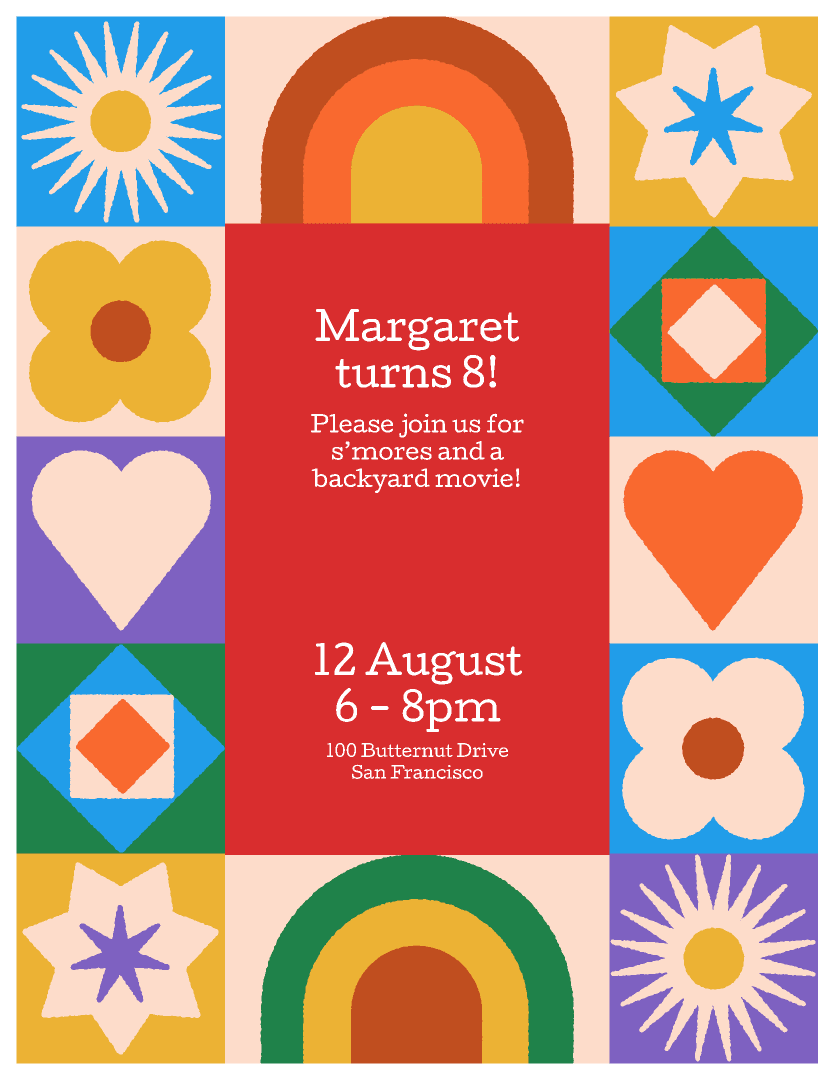 Margaret
turns 8!
Please join us for
s’mores and a
backyard movie!
12 August
6 – 8pm
100 Butternut Drive
San Francisco